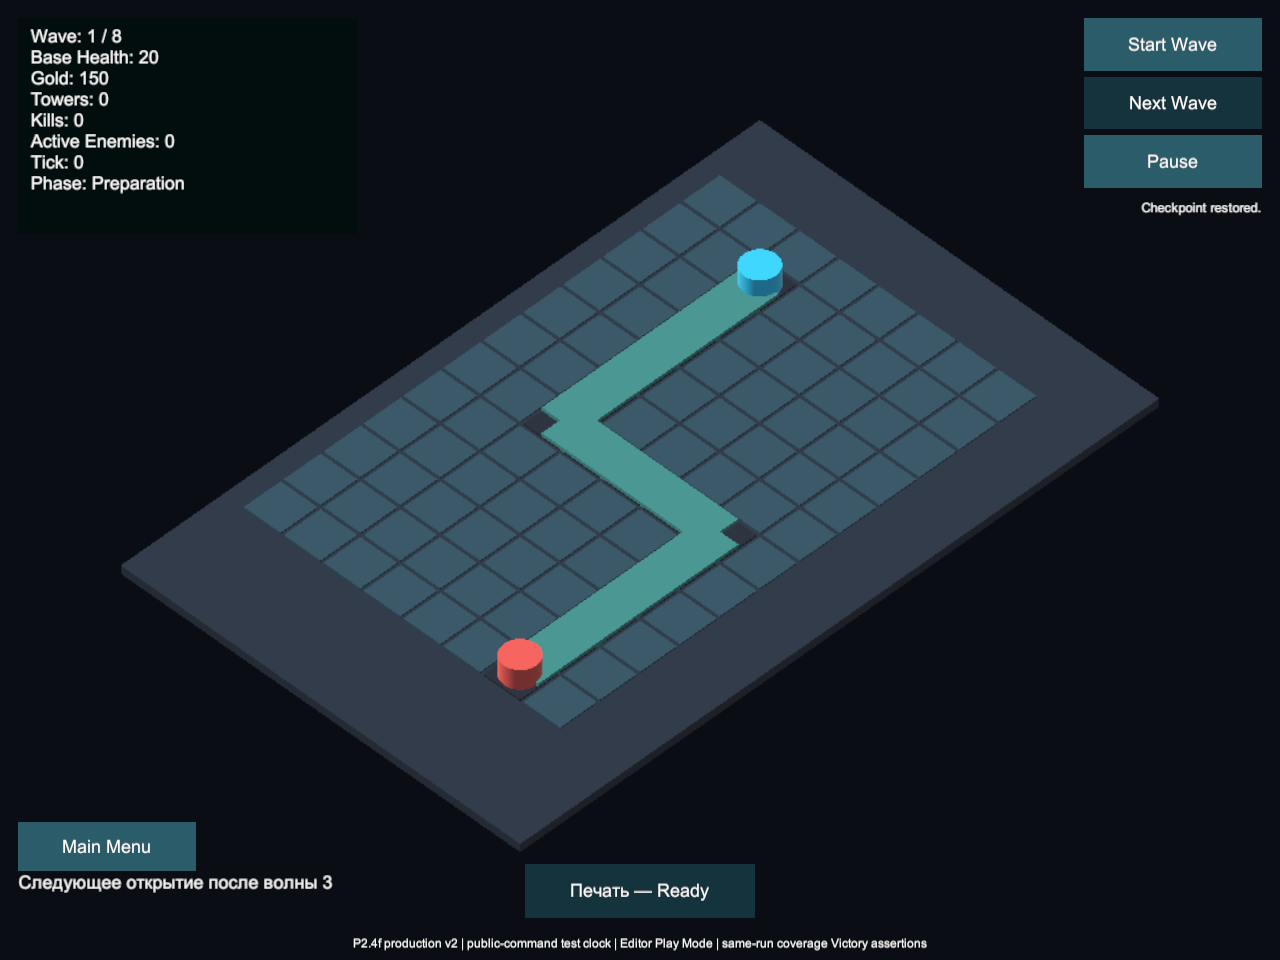 Wave: 1 / 8
Base Health: 20
Gold: 150
Towers: 0
Kills: 0
Active Enemies: 0
Tick: 0
Phase: Preparation
Start Wave
Next Wave
Pause
Checkpoint restored.
Main Menu
Следующее открытие после волны 3
Печать — Ready
P2.4f production v2 | public-command test clock | Editor Play Mode | same-run coverage Victory assertions